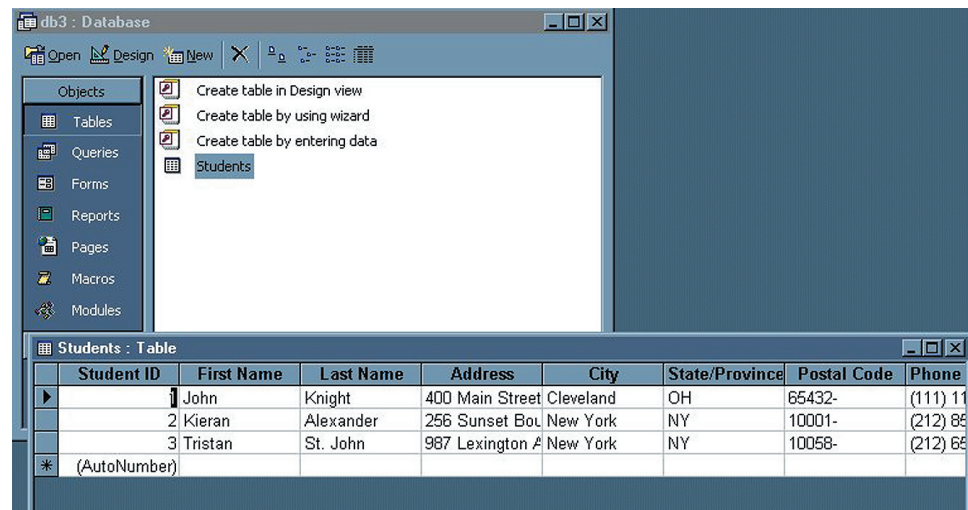 db3 : Database
Open Design New
Objects
Tables
Queries
Forms
Reports
Pages
Macros
Modules
Create table in Design view
Create table by using wizard
Create table by entering data
Students
Students : Table
Student ID First Name Last Name Address City State/Province Postal Code Phone
1 John Knight 400 Main Street Cleveland OH 65432- (111) 11
2 Kieran Alexander 256 Sunset Bou New York NY 10001- (212) 85
3 Tristan St. John 987 Lexington A New York NY 10058- (212) 65
(AutoNumber)